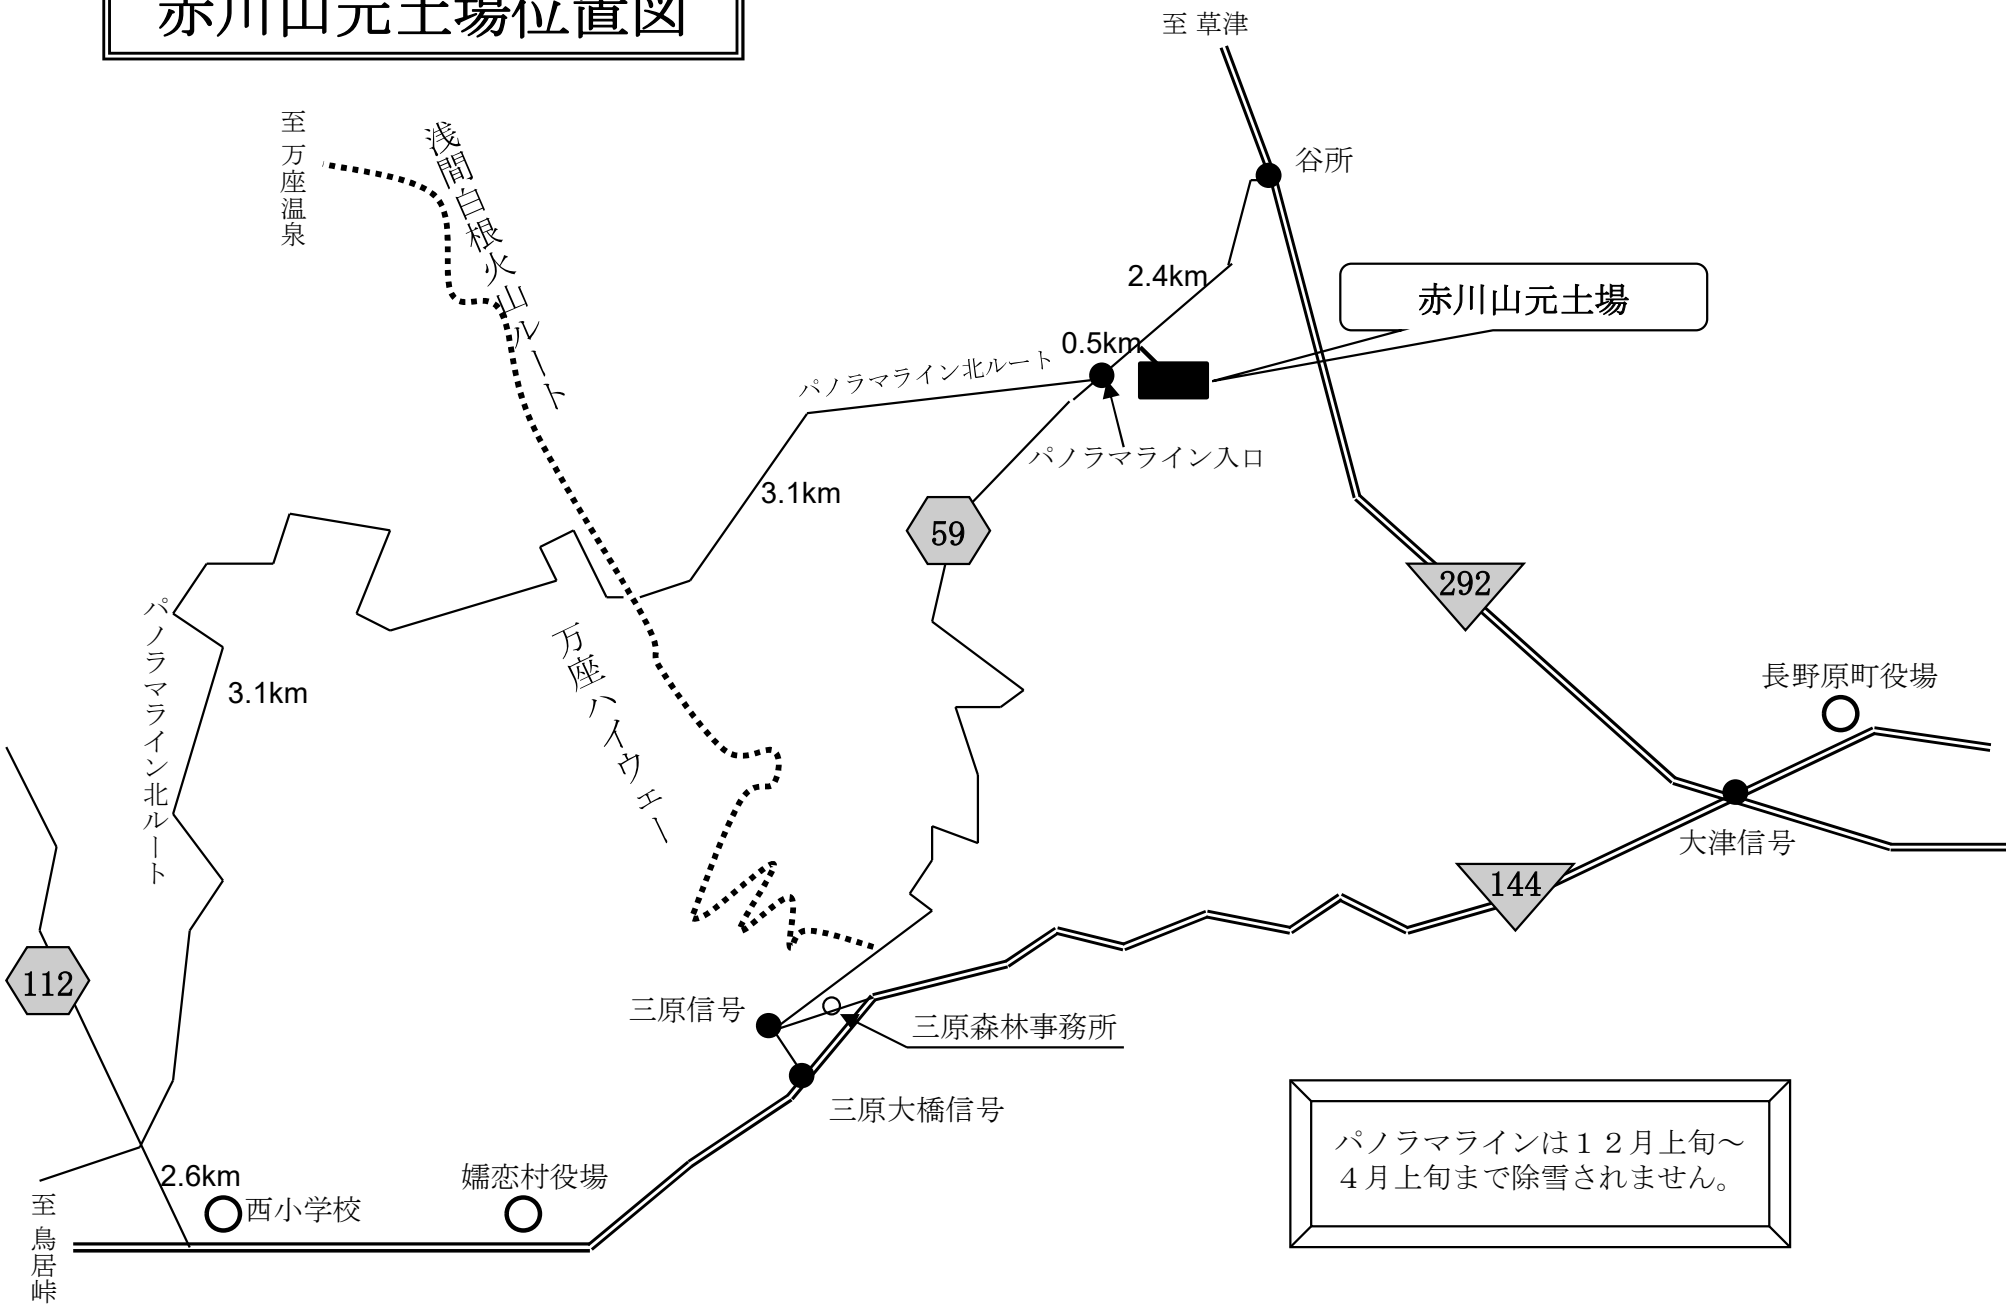 赤川山元土場位置図
至 草津
至 万座温泉
浅間白根火山ルート
谷所
2.4km
赤川山元土場
0.5km
パノラマライン北ルート
パノラマライン入口
3.1km
59
292
パノラマライン北ルート
万座ハイウェー
3.1km
長野原町役場
大津信号
144
112
三原信号
三原森林事務所
三原大橋信号
パノラマラインは１２月上旬～
４月上旬まで除雪されません。
2.6km
嬬恋村役場
西小学校
至 鳥居峠